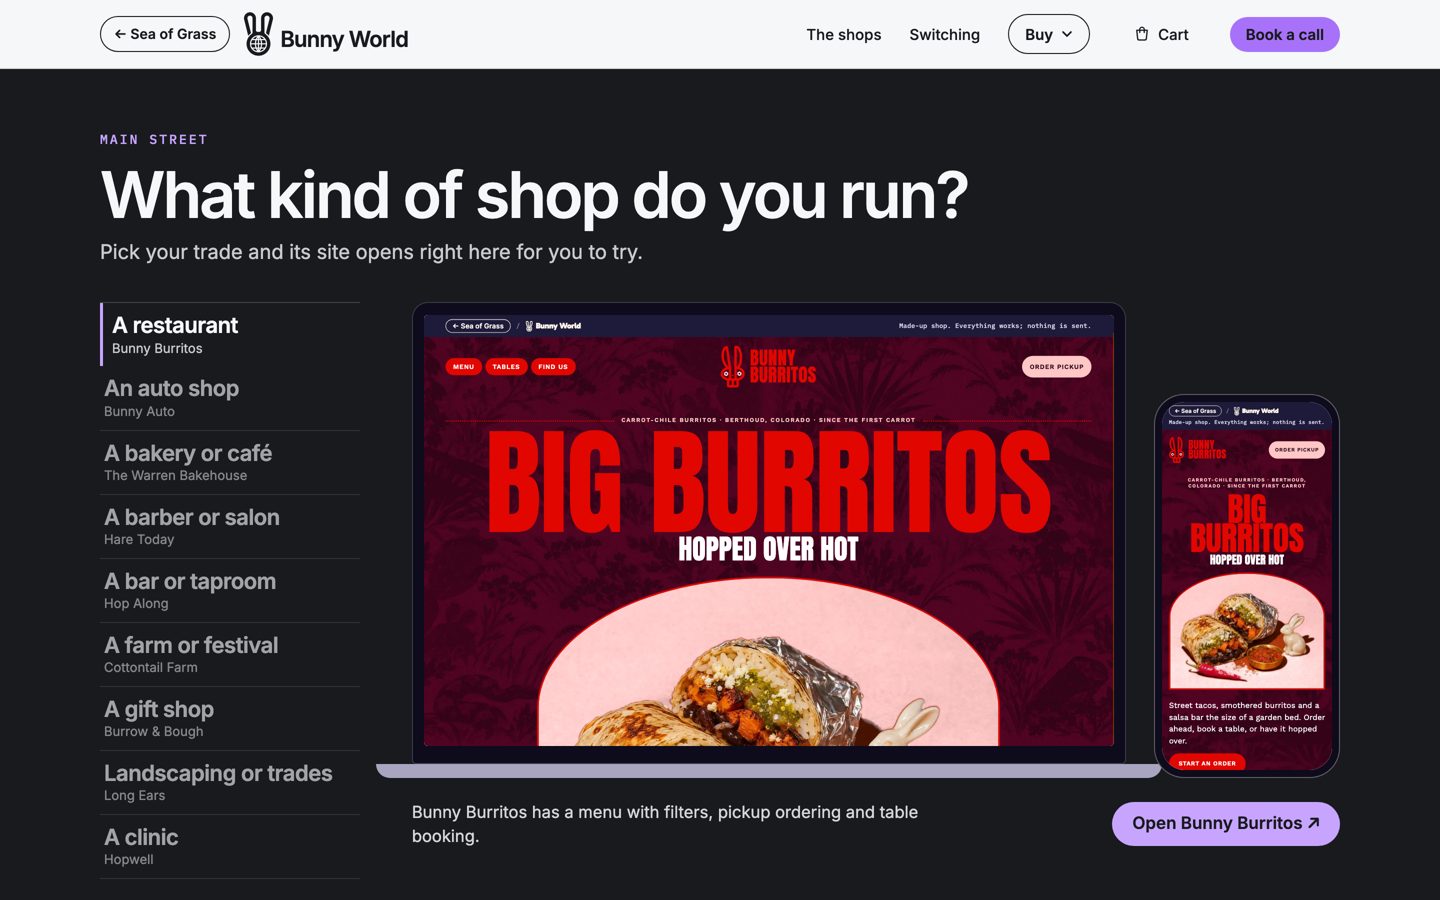 ← Sea of Grass
Bunny World
The shops
Switching
Buy
Cart
Book a call
MAIN STREET
What kind of shop do you run?
Pick your trade and its site opens right here for you to try.
A restaurant
Bunny Burritos
An auto shop
Bunny Auto
A bakery or café
The Warren Bakehouse
A barber or salon
Hare Today
A bar or taproom
Hop Along
A farm or festival
Cottontail Farm
A gift shop
Burrow & Bough
Landscaping or trades
Long Ears
A clinic
Hopwell
← Sea of Grass / Bunny World
Made-up shop. Everything works; nothing is sent.
MENU
TABLES
FIND US
BUNNY
BURRITOS
ORDER PICKUP
CARROT-CHILE BURRITOS · BERTHOUD, COLORADO · SINCE THE FIRST CARROT
BIG BURRITOS
HOPPED OVER HOT
← Sea of Grass / Bunny World
Made-up shop. Everything works; nothing is sent.
BUNNY
BURRITOS
ORDER PICKUP
CARROT-CHILE BURRITOS · BERTHOUD,
COLORADO · SINCE THE FIRST CARROT
BIG
BURRITOS
HOPPED OVER HOT
Street tacos, smothered burritos and a
salsa bar the size of a garden bed. Order
ahead, book a table, or have it hopped
over.
START AN ORDER
Bunny Burritos has a menu with filters, pickup ordering and table
booking.
Open Bunny Burritos ↗